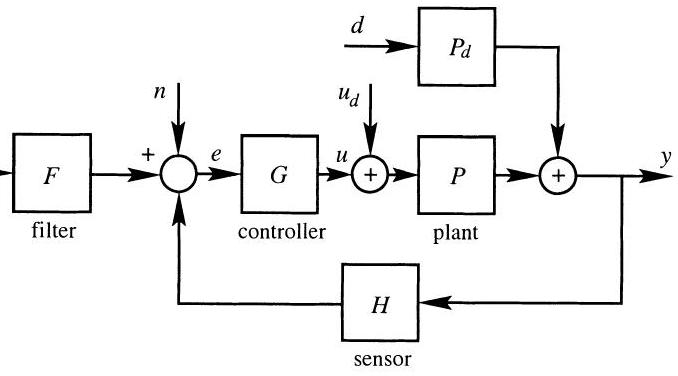 d
P_d
n
u_d
+
e
u
y
F
G
+
P
+
filter
controller
plant
H
sensor